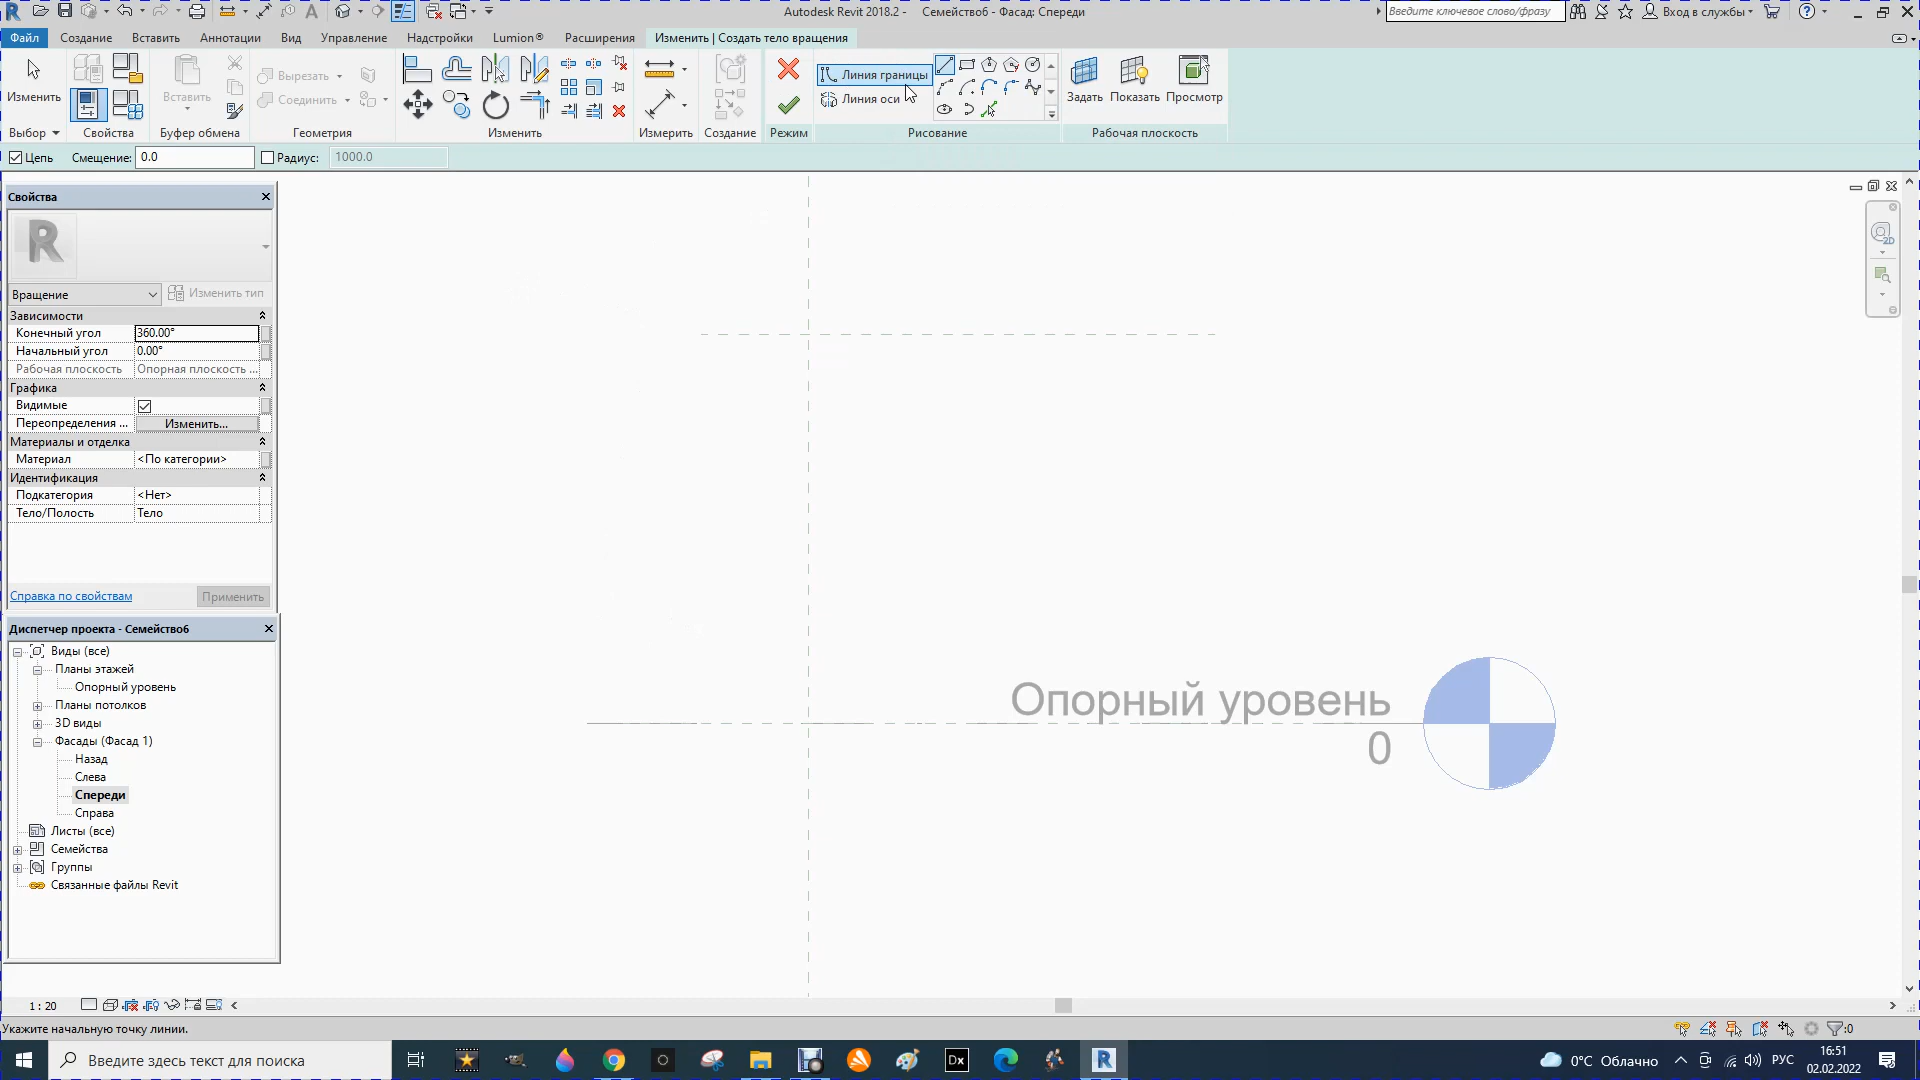 Autodesk Revit 2018.2 - Семейство6 - Фасад: Спереди
Введите ключевое слово/фразу
Вход в службы
Файл Создание Вставить Аннотации Вид Управление Надстройки Lumion® Расширения Изменить | Создать тело вращения
Изменить
Вставить
Вырезать
Соединить
Линия границы
Линия оси
Задать Показать Просмотр
Выбор Свойства Буфер обмена Геометрия Изменить Измерить Создание Режим Рисование Рабочая плоскость
Цепь Смещение: 0.0 Радиус: 1000.0
Свойства
Вращение Изменить тип
Зависимости
Конечный угол 360.00°
Начальный угол 0.00°
Рабочая плоскость Опорная плоскость ...
Графика
Видимые
Переопределения ... Изменить...
Материалы и отделка
Материал <По категории>
Идентификация
Подкатегория <Нет>
Тело/Полость Тело
Справка по свойствам Применить
Диспетчер проекта - Семейство6
Виды (все)
Планы этажей
Опорный уровень
Планы потолков
3D виды
Фасады (Фасад 1)
Назад
Слева
Спереди
Справа
Листы (все)
Семейства
Группы
Связанные файлы Revit
Опорный уровень
0
2D
1 : 20
Укажите начальную точку линии.
:0
Введите здесь текст для поиска
Dx
0°C Облачно
РУС
16:51
02.02.2022